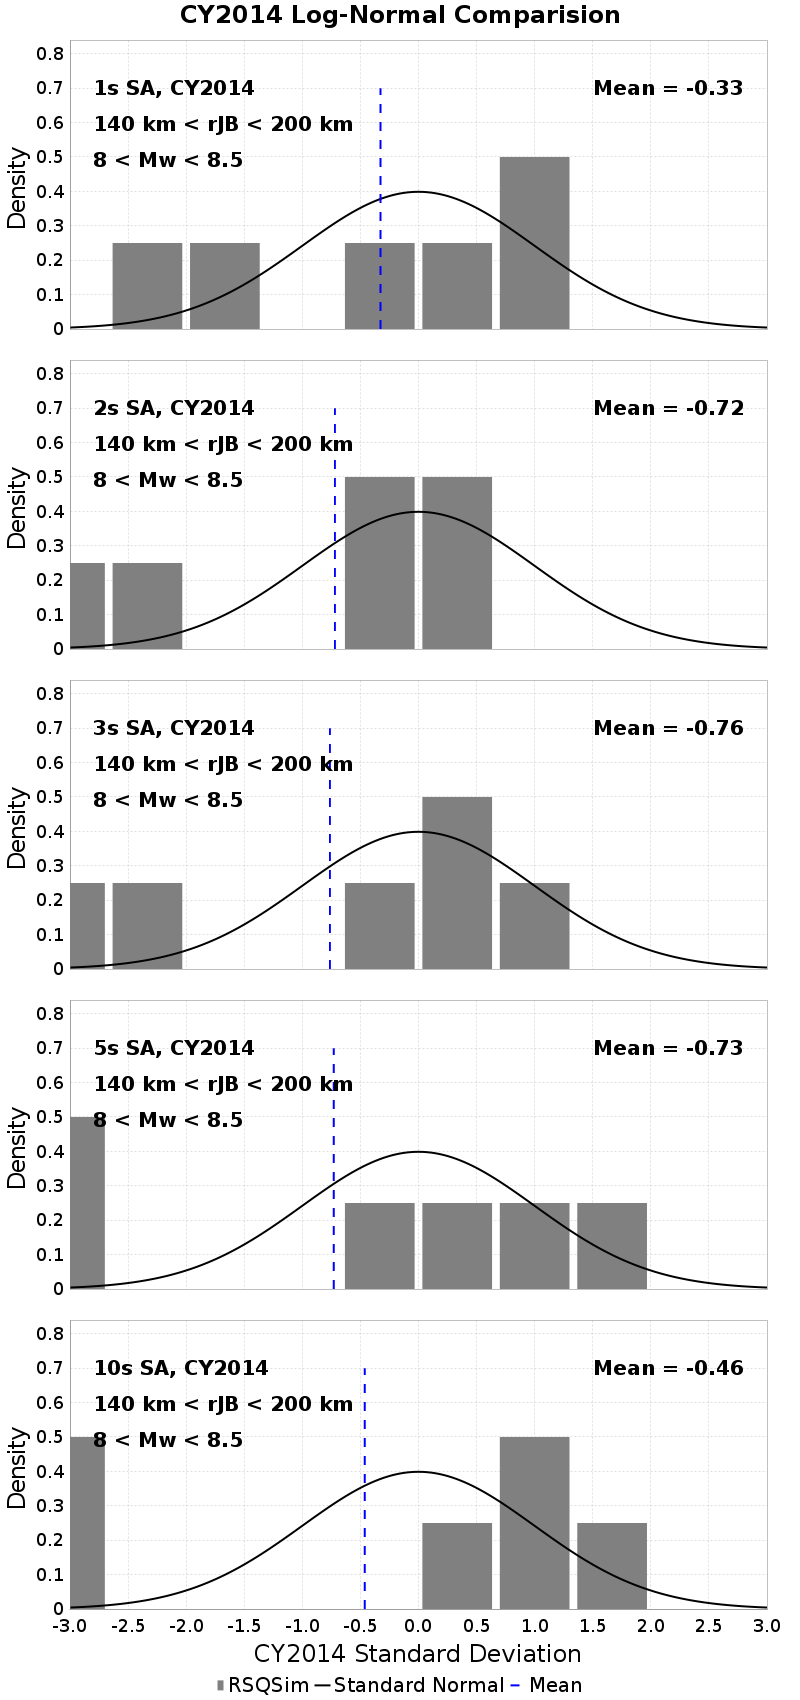 CY2014 Log-Normal Comparision
0.8
0.7
0.6
0.5
0.4
0.3
0.2
0.1
0
Density
1s SA, CY2014
Mean = -0.33
140 km < rJB < 200 km
8 < Mw < 8.5
0.8
0.7
0.6
0.5
0.4
0.3
0.2
0.1
0
Density
2s SA, CY2014
Mean = -0.72
140 km < rJB < 200 km
8 < Mw < 8.5
0.8
0.7
0.6
0.5
0.4
0.3
0.2
0.1
0
Density
3s SA, CY2014
Mean = -0.76
140 km < rJB < 200 km
8 < Mw < 8.5
0.8
0.7
0.6
0.5
0.4
0.3
0.2
0.1
0
Density
5s SA, CY2014
Mean = -0.73
140 km < rJB < 200 km
8 < Mw < 8.5
0.8
0.7
0.6
0.5
0.4
0.3
0.2
0.1
0
Density
10s SA, CY2014
Mean = -0.46
140 km < rJB < 200 km
8 < Mw < 8.5
-3.0 -2.5 -2.0 -1.5 -1.0 -0.5 0.0 0.5 1.0 1.5 2.0 2.5 3.0
CY2014 Standard Deviation
RSQSim Standard Normal Mean